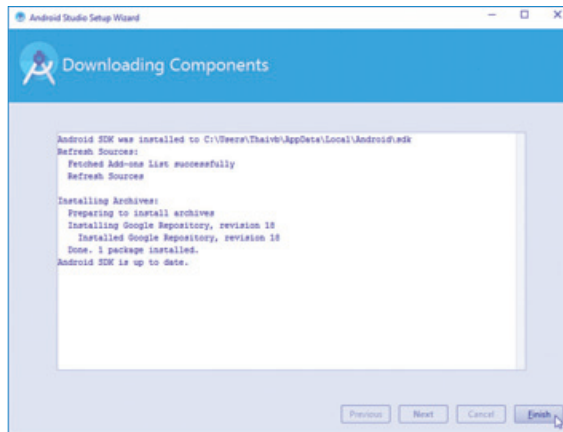 Android Studio Setup Wizard
Downloading Components
Android SDK was installed to C:\Users\Thaivb\AppData\Local\Android\sdk
Refresh Sources:
Fetched Add-ons List successfully
Refresh Sources
Installing Archives:
Preparing to install archives
Installing Google Repository, revision 18
Installed Google Repository, revision 18
Done. 1 package installed.
Android SDK is up to date.
Previous Next Cancel Finish